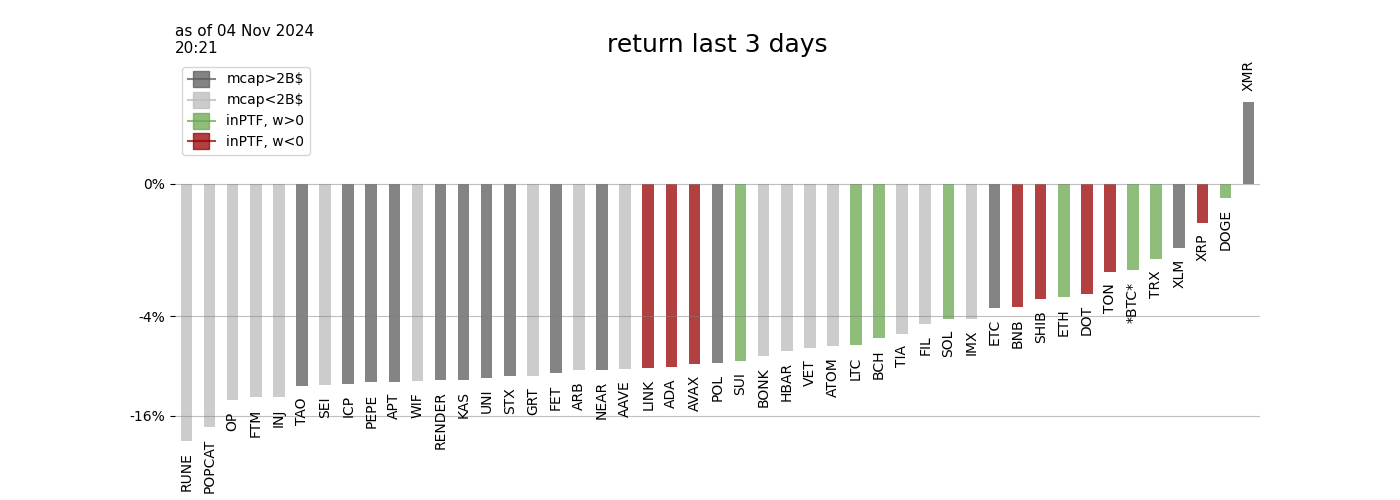 as of 04 Nov 2024
20:21
return last 3 days
mcap>2B$
mcap<2B$
inPTF, w>0
inPTF, w<0
0%
-4%
-16%
RUNE
POPCAT
OP
FTM
INJ
TAO
SEI
ICP
PEPE
APT
WIF
RENDER
KAS
UNI
STX
GRT
FET
ARB
NEAR
AAVE
LINK
ADA
AVAX
POL
SUI
BONK
HBAR
VET
ATOM
LTC
BCH
TIA
FIL
SOL
IMX
ETC
BNB
SHIB
ETH
DOT
TON
*BTC*
TRX
XLM
XRP
DOGE
XMR